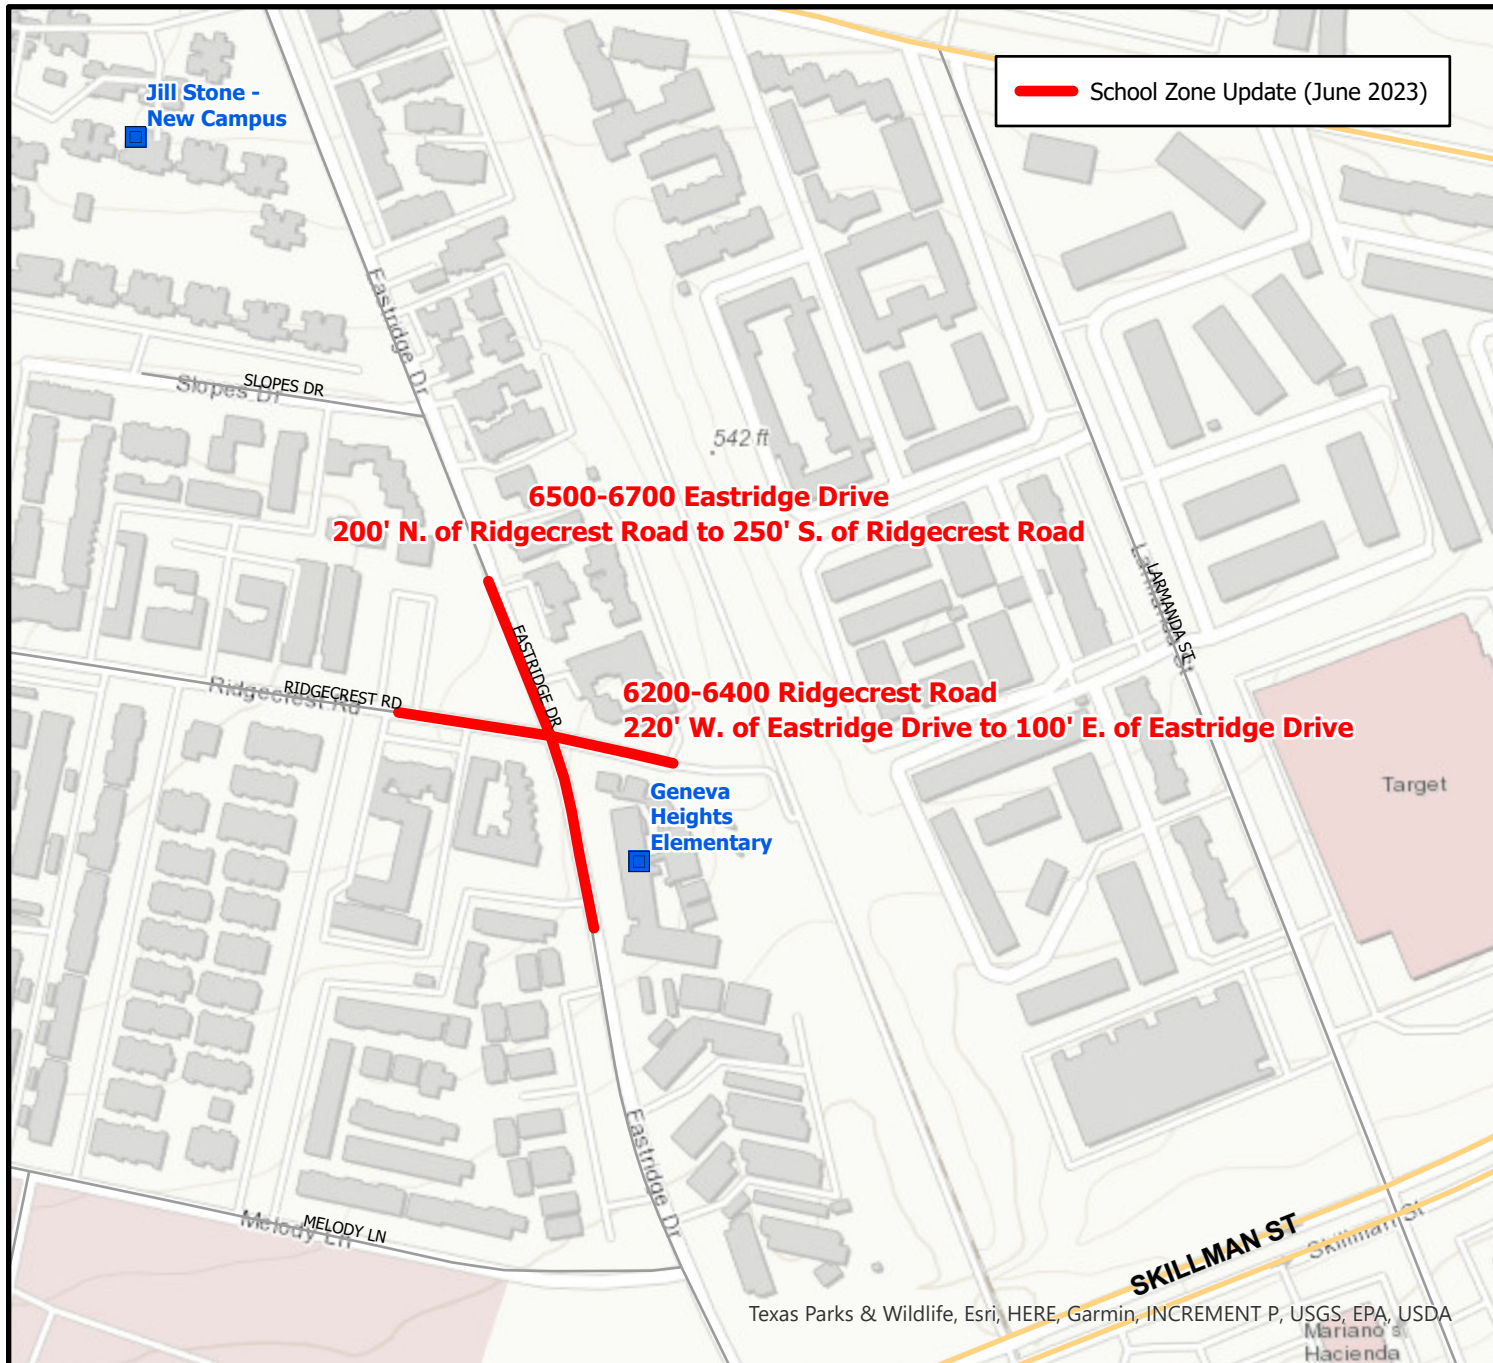 Jill Stone -
New Campus
School Zone Update (June 2023)
Eastridge Dr
Slopes Dr
SLOPES DR
542 ft
6500-6700 Eastridge Drive
200' N. of Ridgecrest Road to 250' S. of Ridgecrest Road
Larmanda St
LARMANDA ST
EASTRIDGE DR
Ridgecrest Rd
RIDGECREST RD
6200-6400 Ridgecrest Road
220' W. of Eastridge Drive to 100' E. of Eastridge Drive
Target
Geneva
Heights
Elementary
Eastridge Dr
Melody Ln
MELODY LN
SKILLMAN ST
Skillman St
Texas Parks & Wildlife, Esri, HERE, Garmin, INCREMENT P, USGS, EPA, USDA
Mariano's
Hacienda